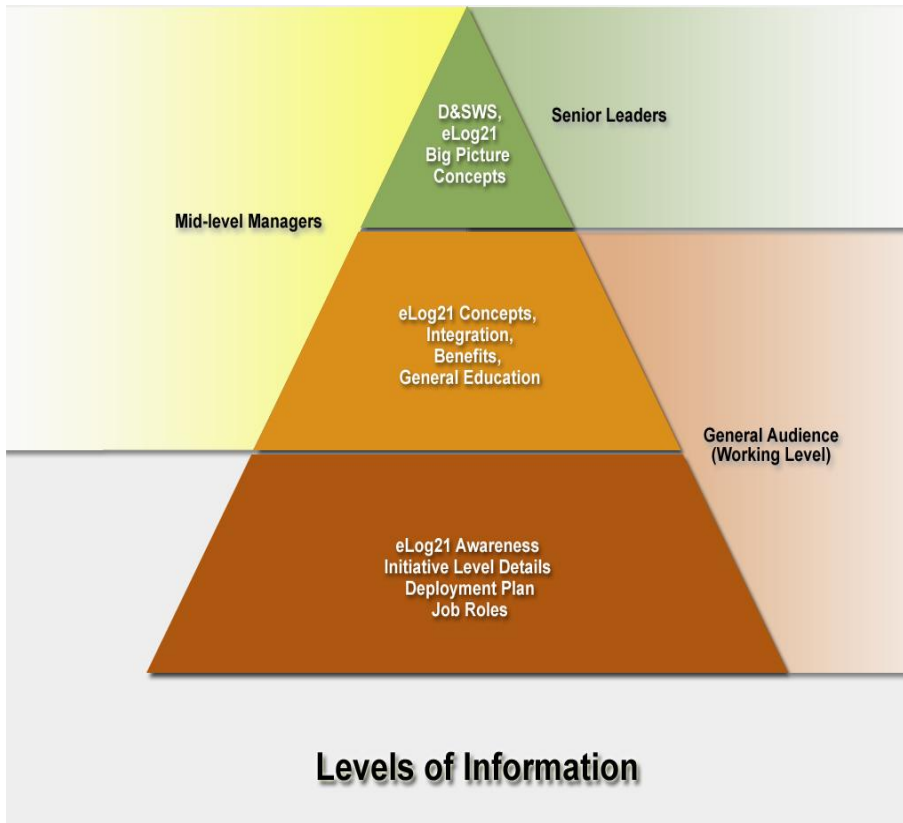 D&SWS,
eLog21
Big Picture
Concepts
Senior Leaders
Mid-level Managers
eLog21 Concepts,
Integration,
Benefits,
General Education
General Audience
(Working Level)
eLog21 Awareness
Initiative Level Details
Deployment Plan
Job Roles
Levels of Information